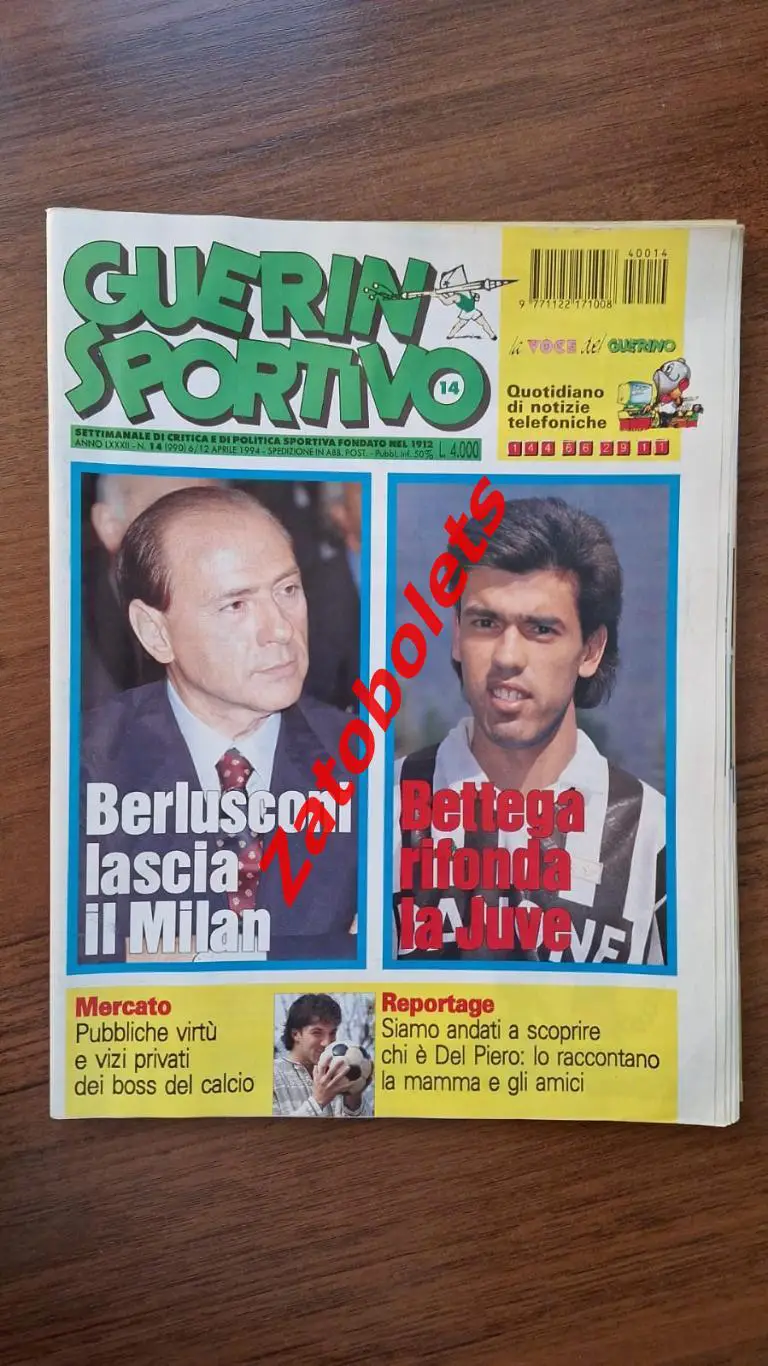 GUERIN
SPORTIVO
14
40014
9 771122 171008
la VOCE del GUERINO
Quotidiano
di notizie
telefoniche
144 66 29 11
SETTIMANALE DI CRITICA E DI POLITICA SPORTIVA FONDATO NEL 1912
ANNO LXXXII - N. 14 (990) 6/12 APRILE 1994 - SPEDIZIONE IN ABB. POST. - Pubbl. inf. 50% L. 4.000
Zatobolets
Berlusconi
lascia
il Milan
Bettega
rifonda
la Juve
Mercato
Pubbliche virtù
e vizi privati
dei boss del calcio
Reportage
Siamo andati a scoprire
chi è Del Piero: lo raccontano
la mamma e gli amici